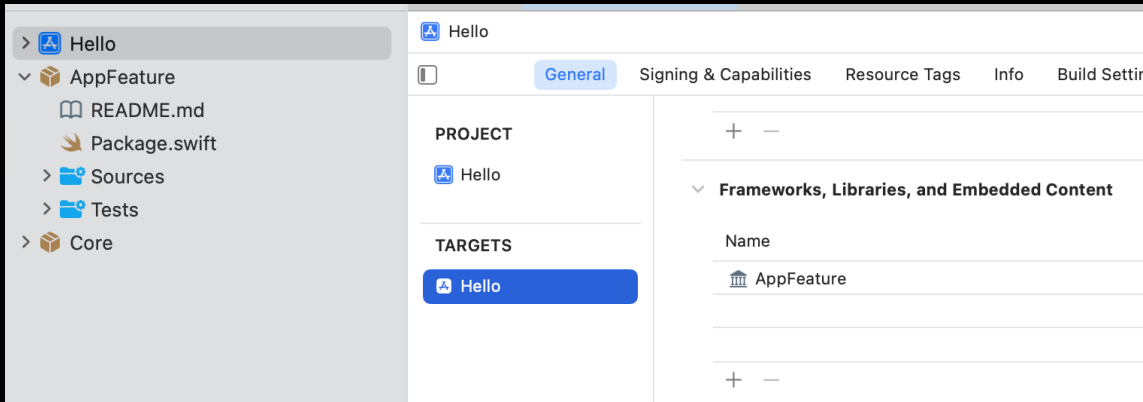 Hello
AppFeature
README.md
Package.swift
Sources
Tests
Core
Hello
General Signing & Capabilities Resource Tags Info Build
PROJECT
Hello
TARGETS
Hello
Frameworks, Libraries, and Embedded Content
Name
AppFeature